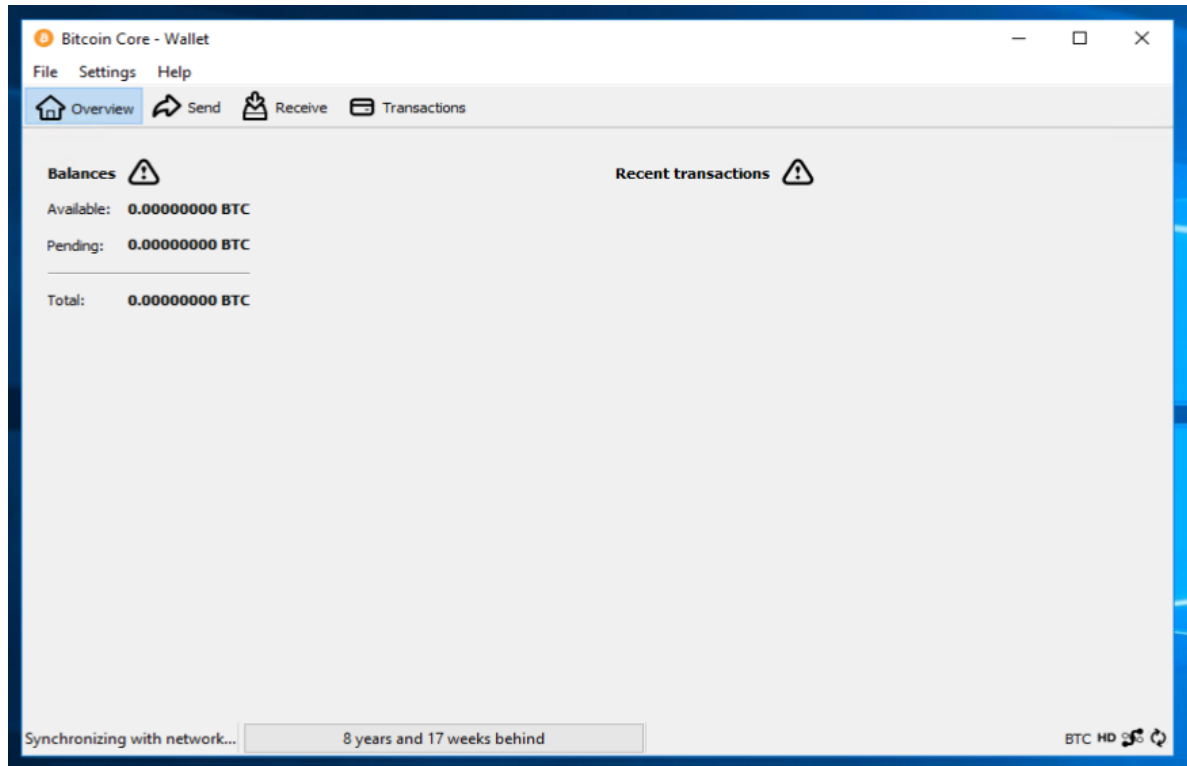 Bitcoin Core - Wallet
File Settings Help
Overview Send Receive Transactions
Balances
Available: 0.00000000 BTC
Pending: 0.00000000 BTC
Total: 0.00000000 BTC
Recent transactions
Synchronizing with network... 8 years and 17 weeks behind BTC HD